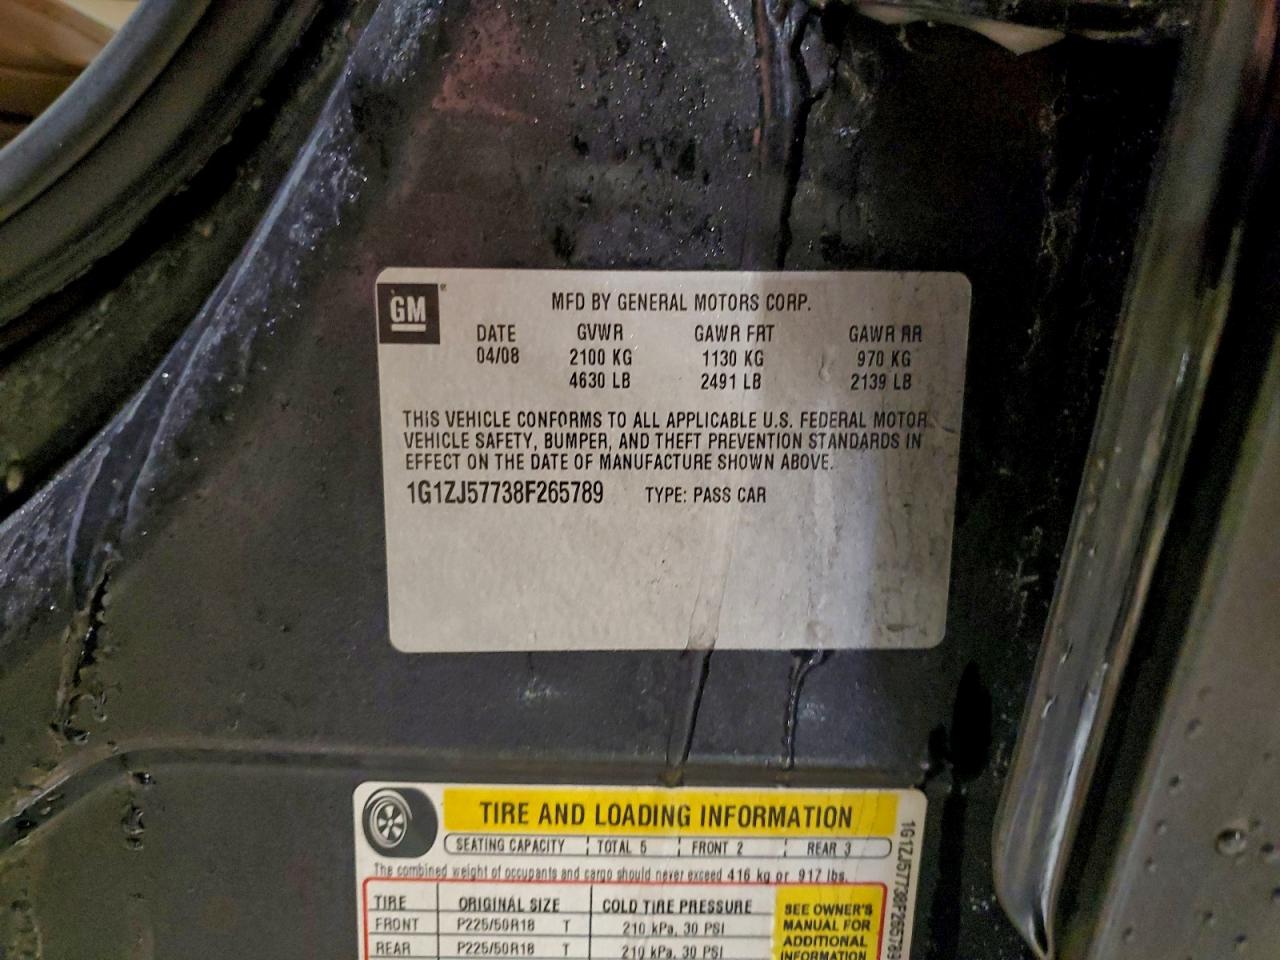 GM
MFD BY GENERAL MOTORS CORP.
DATE GVWR GAWR FRT GAWR RR
04/08 2100 KG 1130 KG 970 KG
4630 LB 2491 LB 2139 LB
THIS VEHICLE CONFORMS TO ALL APPLICABLE U.S. FEDERAL MOTOR
VEHICLE SAFETY, BUMPER, AND THEFT PREVENTION STANDARDS IN
EFFECT ON THE DATE OF MANUFACTURE SHOWN ABOVE.
1G1ZJ57738F265789 TYPE: PASS CAR
TIRE AND LOADING INFORMATION
SEATING CAPACITY TOTAL 5 FRONT 2 REAR 3
The combined weight of occupants and cargo should never exceed 416 kg or 917 lbs.
TIRE ORIGINAL SIZE COLD TIRE PRESSURE
FRONT P225/50R18 T 210 kPa, 30 PSI
REAR P225/50R18 T 210 kPa, 30 PSI
SEE OWNER'S
MANUAL FOR
ADDITIONAL
INFORMATION
1G1ZJ57738F265789